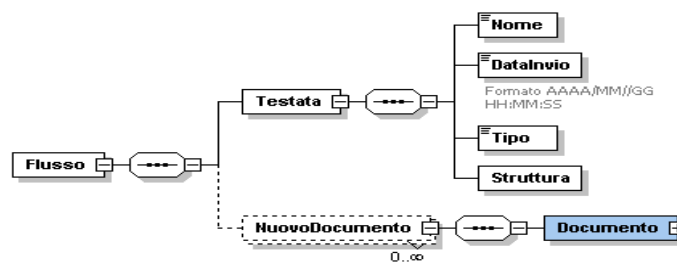 Nome
DataInvio
Formato AAAA/MM//GG
HH:MM:SS
Testata
Tipo
Flusso
Struttura
NuovoDocumento
Documento
0..∞